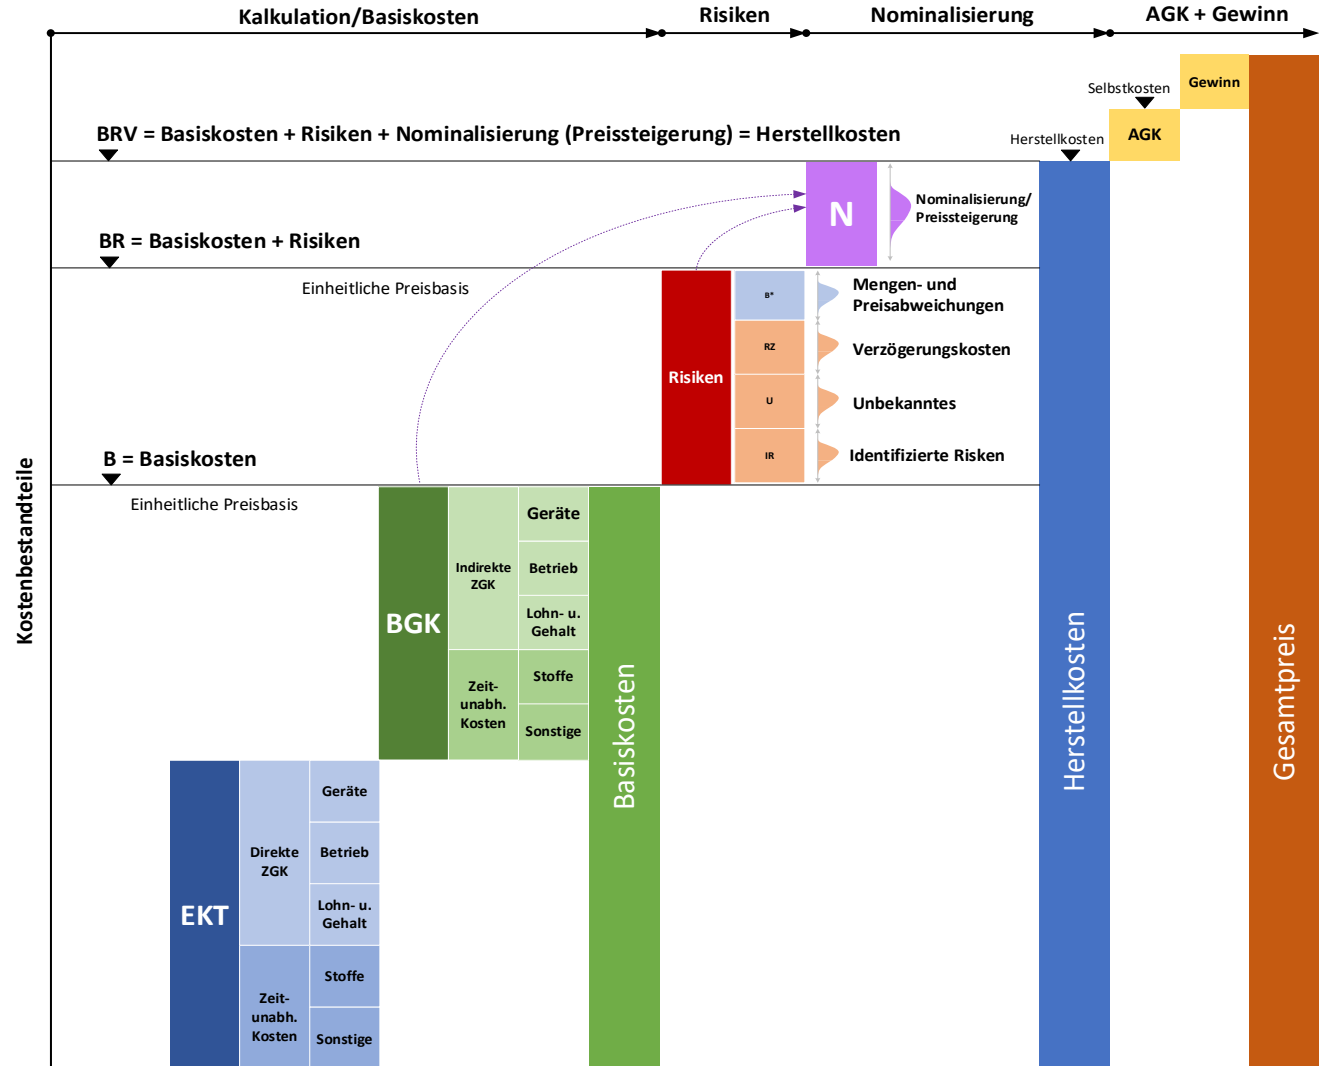 Kalkulation/Basiskosten
Risiken
Nominalisierung
AGK + Gewinn
Gewinn
Selbstkosten
AGK
BRV = Basiskosten + Risiken + Nominalisierung (Preissteigerung) = Herstellkosten
Herstellkosten
N
Nominalisierung/
Preissteigerung
BR = Basiskosten + Risiken
Einheitliche Preisbasis
Risiken
B*
Mengen- und
Preisabweichungen
RZ
Verzögerungskosten
U
Unbekanntes
IR
Identifizierte Risiken
B = Basiskosten
Einheitliche Preisbasis
Kostenbestandteile
BGK
Indirekte
ZGK
Geräte
Betrieb
Lohn- u.
Gehalt
Zeit-
unabh.
Kosten
Stoffe
Sonstige
Basiskosten
Herstellkosten
Gesamtpreis
EKT
Direkte
ZGK
Geräte
Betrieb
Lohn- u.
Gehalt
Zeit-
unabh.
Kosten
Stoffe
Sonstige